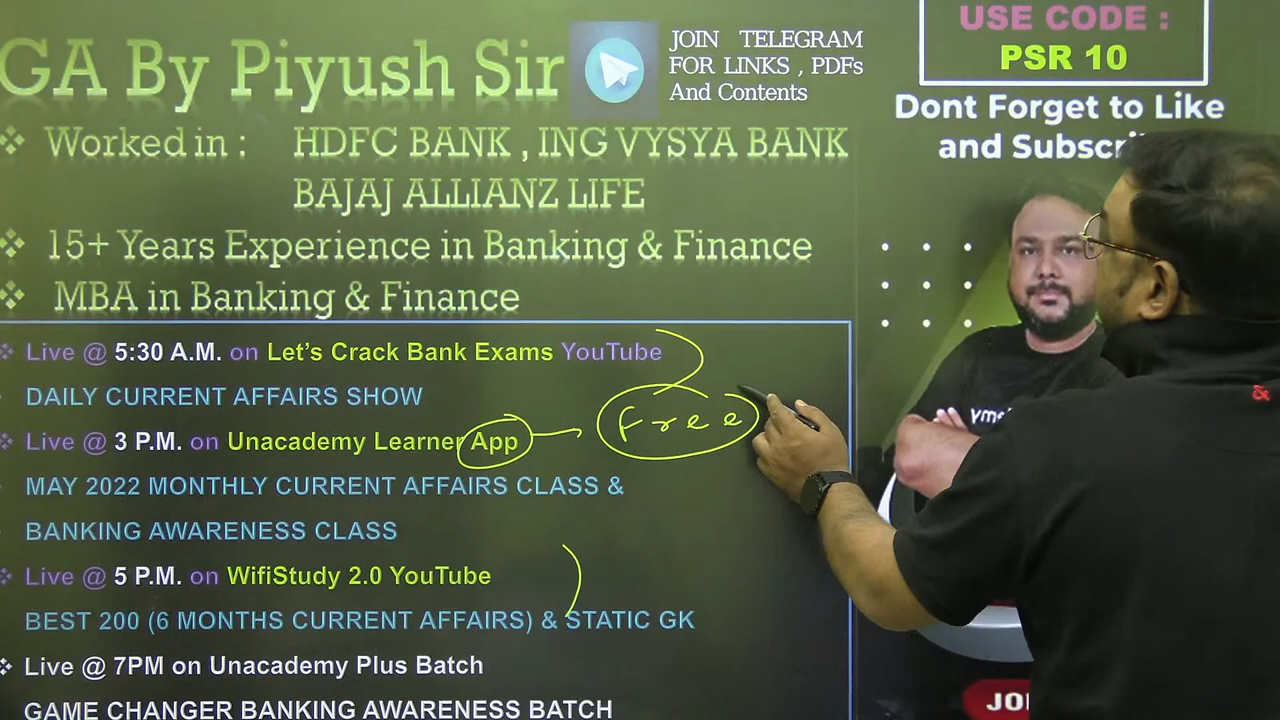 GA By Piyush Sir
JOIN TELEGRAM
FOR LINKS , PDFs
And Contents
USE CODE :
PSR 10
Dont Forget to Like
and Subscri
❖ Worked in : HDFC BANK , ING VYSYA BANK
BAJAJ ALLIANZ LIFE
❖ 15+ Years Experience in Banking & Finance
❖ MBA in Banking & Finance
❖ Live @ 5:30 A.M. on Let's Crack Bank Exams YouTube
DAILY CURRENT AFFAIRS SHOW
❖ Live @ 3 P.M. on Unacademy Learner App
Free
MAY 2022 MONTHLY CURRENT AFFAIRS CLASS &
BANKING AWARENESS CLASS
❖ Live @ 5 P.M. on WifiStudy 2.0 YouTube
BEST 200 (6 MONTHS CURRENT AFFAIRS) & STATIC GK
❖ Live @ 7PM on Unacademy Plus Batch
GAME CHANGER BANKING AWARENESS BATCH
&